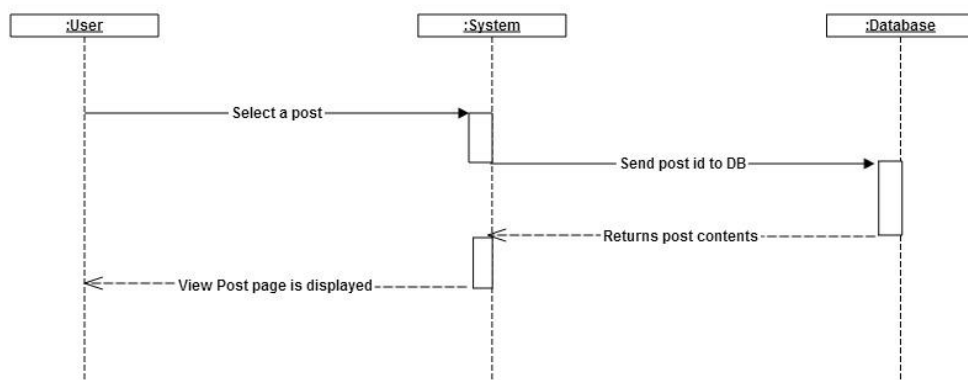 :User
:System
:Database
Select a post
Send post id to DB
Returns post contents
View Post page is displayed